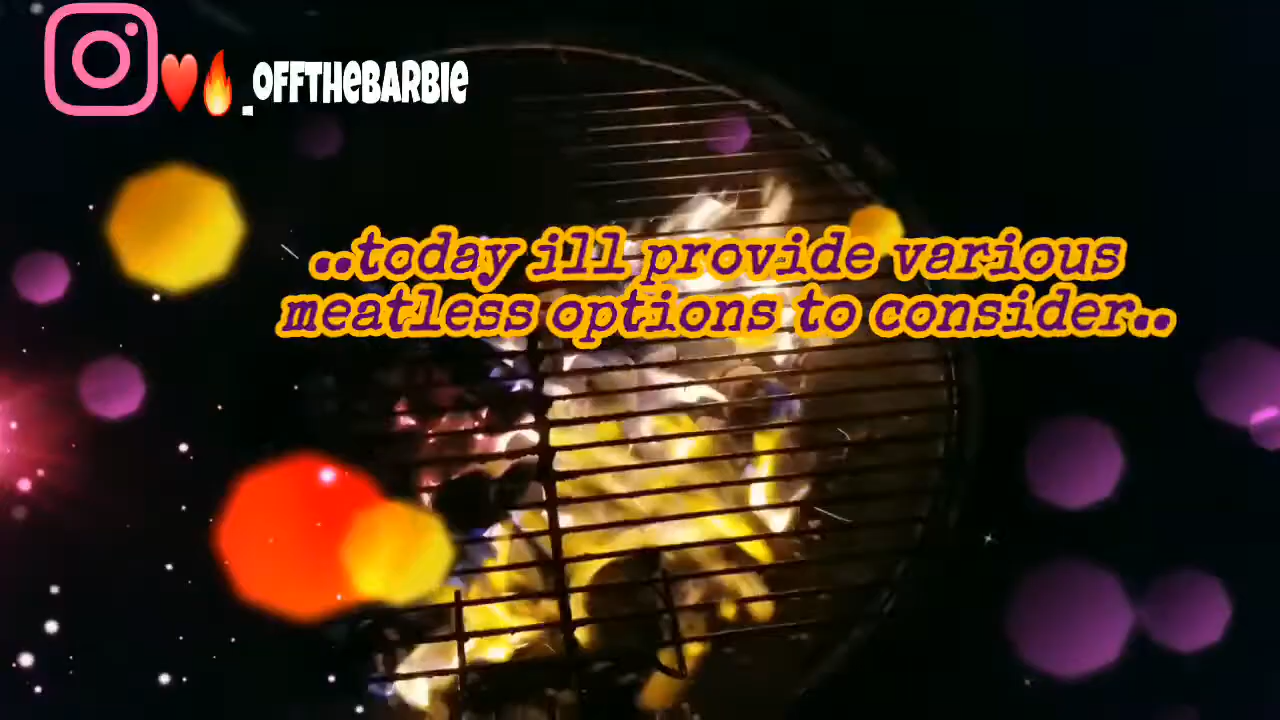 _OFFTHEBARBIE
..today ill provide various
meatless options to consider..